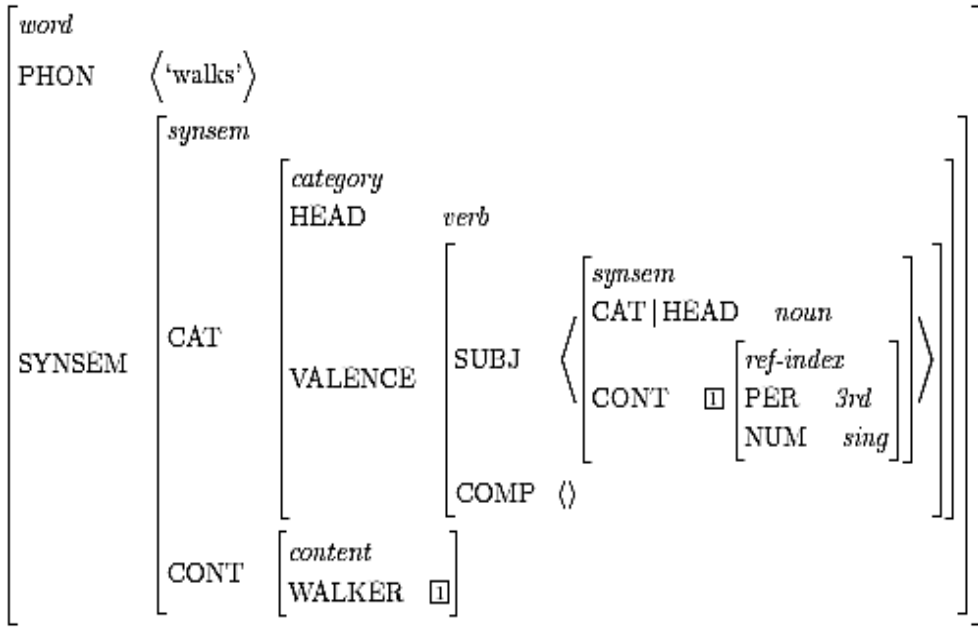 word
PHON ⟨‘walks’⟩
synsem
category
HEAD verb
synsem
CAT | HEAD noun
CAT
SUBJ
ref-index
SYNSEM
VALENCE
CONT 1 PER 3rd
NUM sing
COMP ⟨⟩
content
CONT
WALKER 1